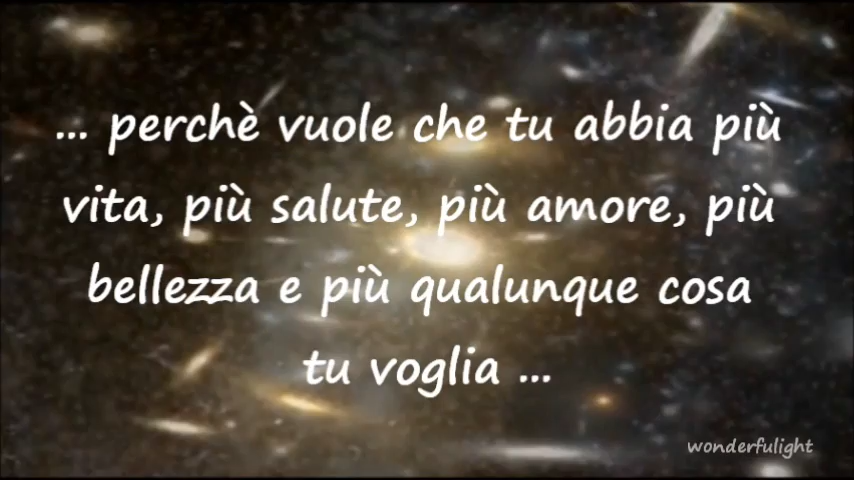 ... perchè vuole che tu abbia più
vita, più salute, più amore, più
bellezza e più qualunque cosa
tu voglia ...
wonderfulight